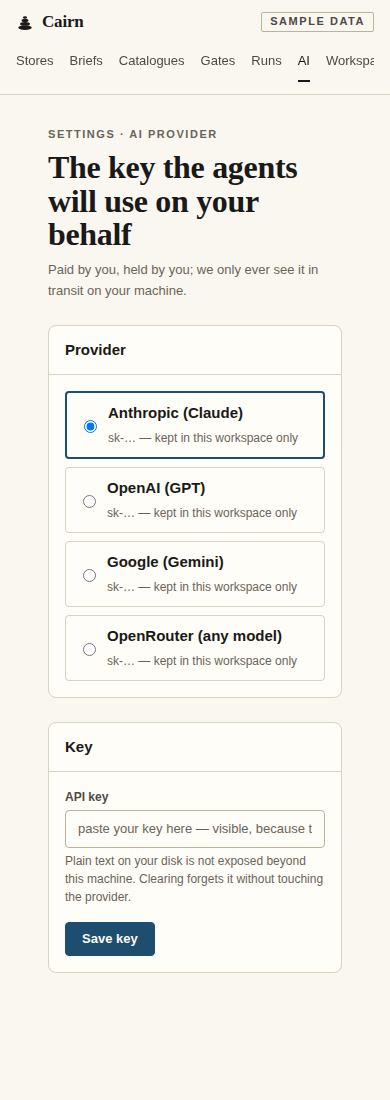 Cairn
SAMPLE DATA
Stores Briefs Catalogues Gates Runs AI Workspa
SETTINGS · AI PROVIDER
The key the agents
will use on your
behalf
Paid by you, held by you; we only ever see it in
transit on your machine.
Provider
Anthropic (Claude)
sk-… — kept in this workspace only
OpenAI (GPT)
sk-… — kept in this workspace only
Google (Gemini)
sk-… — kept in this workspace only
OpenRouter (any model)
sk-… — kept in this workspace only
Key
API key
paste your key here — visible, because t
Plain text on your disk is not exposed beyond
this machine. Clearing forgets it without touching
the provider.
Save key